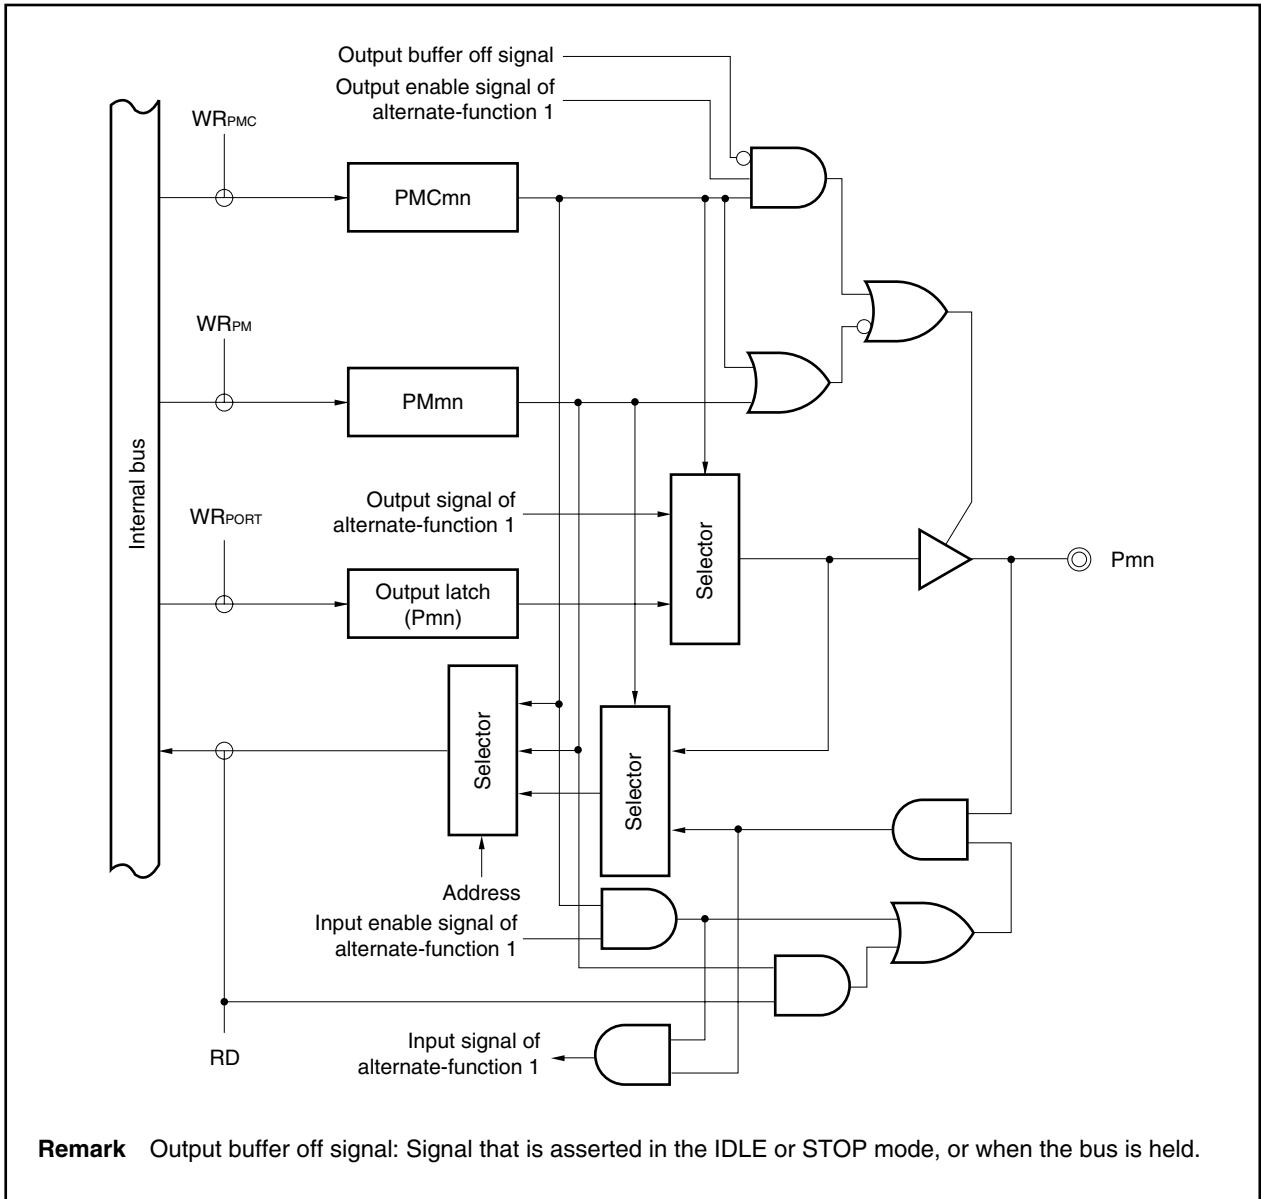 Output buffer off signal
Output enable signal of
alternate-function 1
WRPMC
PMCmn
WRPM
PMmn
Internal bus
Output signal of
alternate-function 1
WRPORT
Selector
Output latch
(Pmn)
Pmn
Selector
Selector
Address
Input enable signal of
alternate-function 1
RD
Input signal of
alternate-function 1
Remark Output buffer off signal: Signal that is asserted in the IDLE or STOP mode, or when the bus is held.